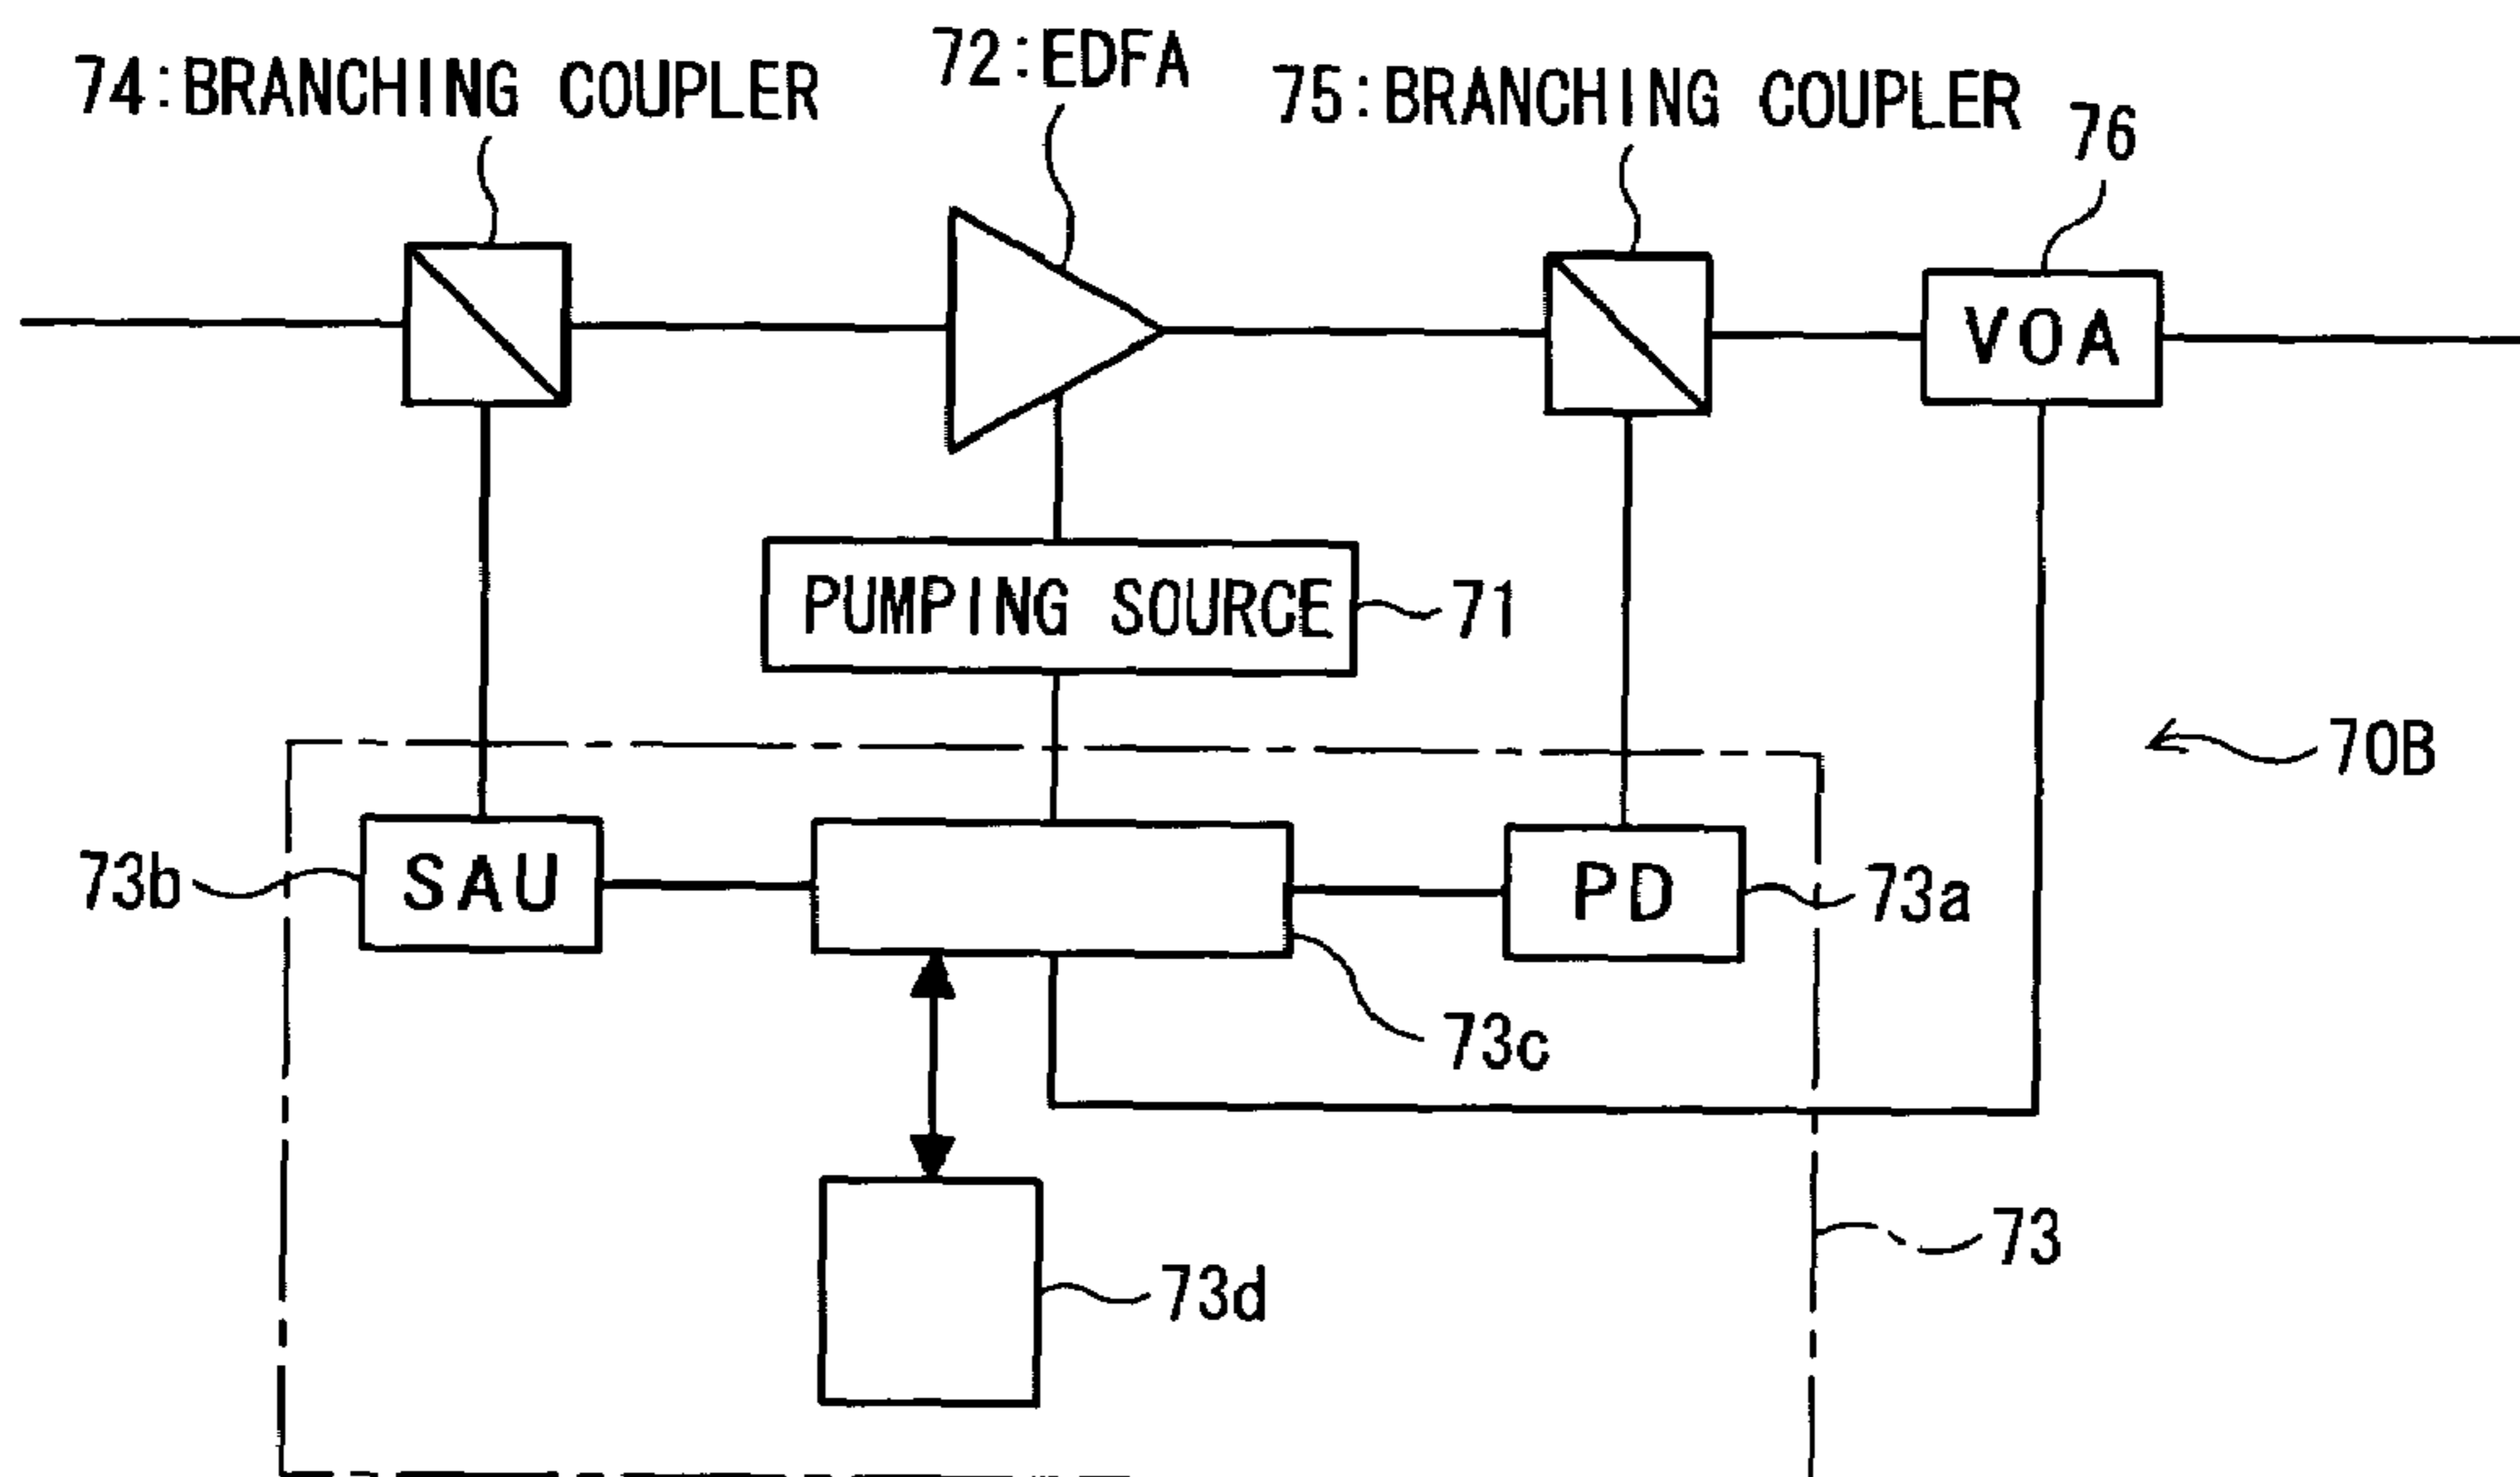 72:EDFA
74:BRANCHING COUPLER
75:BRANCHING COUPLER
76
VOA
PUMPING SOURCE
71
70B
73b
SAU
PD
73a
73c
73
73d